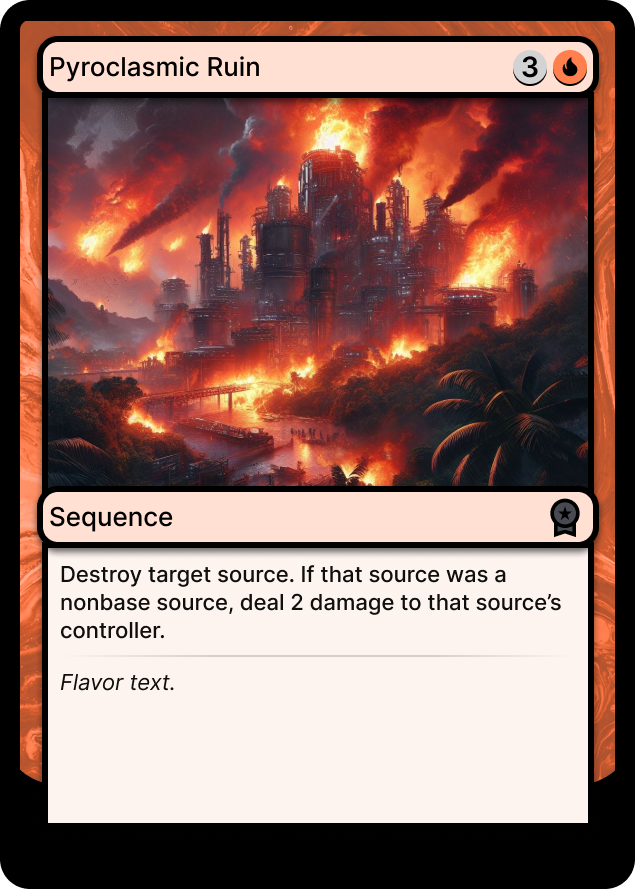 Pyroclasmic Ruin 3
Sequence
Destroy target source. If that source was a
nonbase source, deal 2 damage to that source’s
controller.
Flavor text.